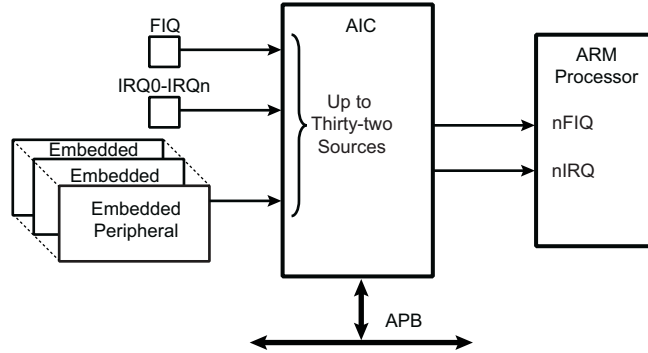 FIQ
IRQ0-IRQn
Embedded
Embedded
Embedded
Peripheral
AIC
Up to
Thirty-two
Sources
ARM
Processor
nFIQ
nIRQ
APB